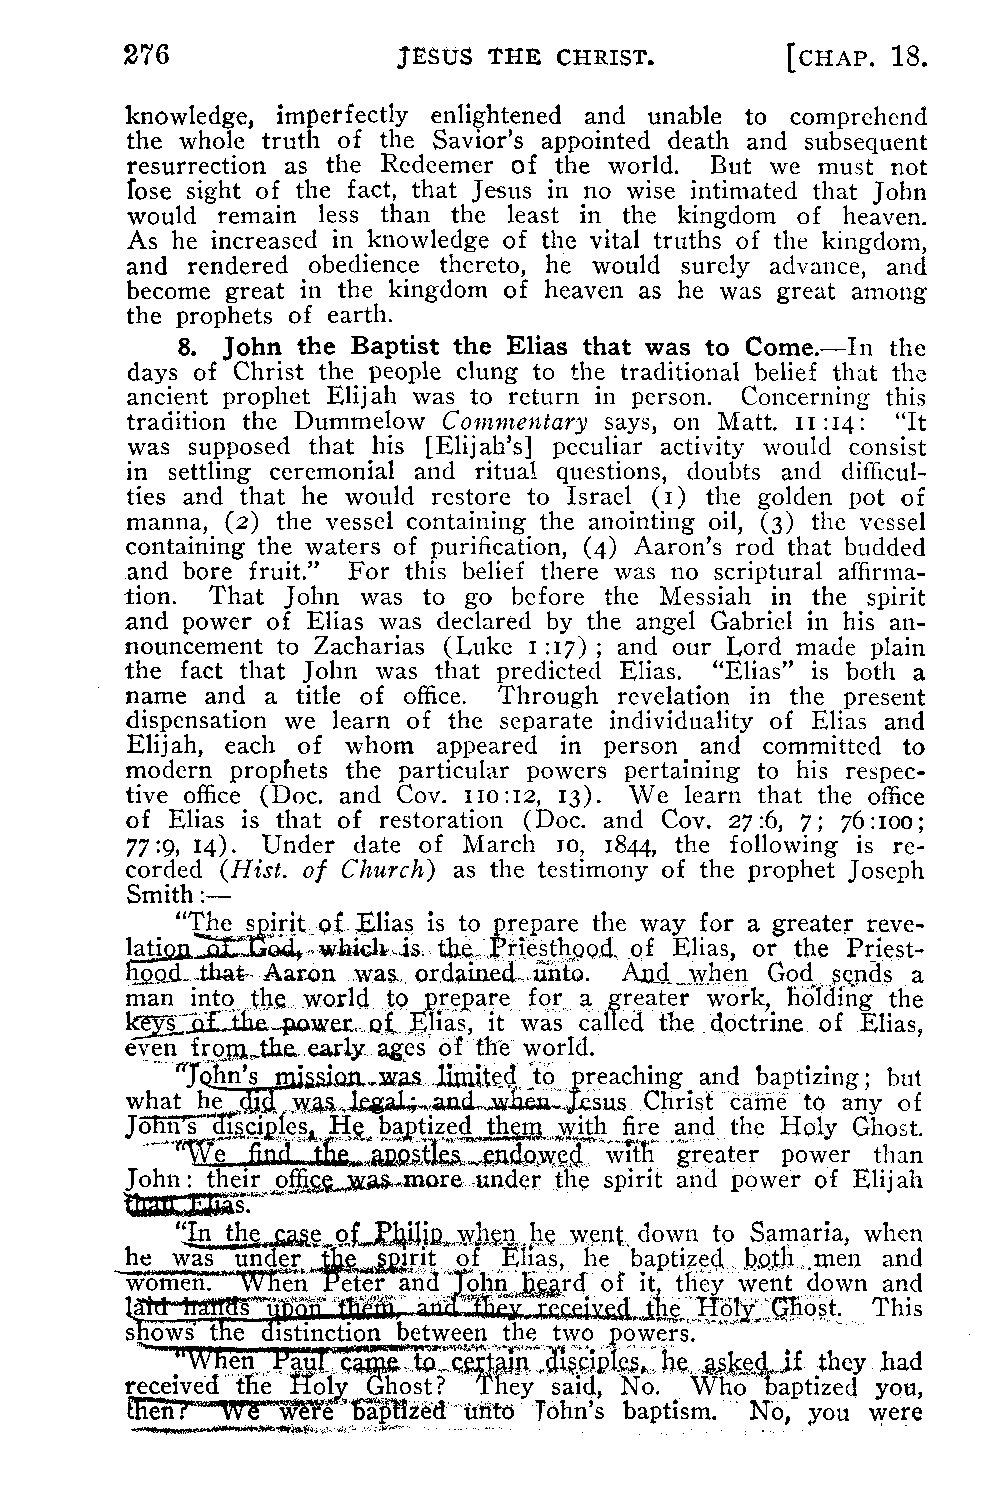 276 JESUS THE CHRIST. [CHAP. 18.
knowledge, imperfectly enlightened and unable to comprehend
the whole truth of the Savior's appointed death and subsequent
resurrection as the Redeemer of the world. But we must not
lose sight of the fact, that Jesus in no wise intimated that John
would remain less than the least in the kingdom of heaven.
As he increased in knowledge of the vital truths of the kingdom,
and rendered obedience thereto, he would surely advance, and
become great in the kingdom of heaven as he was great among
the prophets of earth.
8. John the Baptist the Elias that was to Come.—In the
days of Christ the people clung to the traditional belief that the
ancient prophet Elijah was to return in person. Concerning this
tradition the Dummelow Commentary says, on Matt. 11:14: "It
was supposed that his [Elijah's] peculiar activity would consist
in settling ceremonial and ritual questions, doubts and difficul-
ties and that he would restore to Israel (1) the golden pot of
manna, (2) the vessel containing the anointing oil, (3) the vessel
containing the waters of purification, (4) Aaron's rod that budded
and bore fruit." For this belief there was no scriptural affirma-
tion. That John was to go before the Messiah in the spirit
and power of Elias was declared by the angel Gabriel in his an-
nouncement to Zacharias (Luke 1:17); and our Lord made plain
the fact that John was that predicted Elias. "Elias" is both a
name and a title of office. Through revelation in the present
dispensation we learn of the separate individuality of Elias and
Elijah, each of whom appeared in person and committed to
modern prophets the particular powers pertaining to his respec-
tive office (Doc. and Cov. 110:12, 13). We learn that the office
of Elias is that of restoration (Doc. and Cov. 27:6, 7; 76:100;
77:9, 14). Under date of March 10, 1844, the following is re-
corded (Hist. of Church) as the testimony of the prophet Joseph
Smith:—
"The spirit of Elias is to prepare the way for a greater reve-
lation of God, which is the Priesthood of Elias, or the Priest-
hood that Aaron was ordained unto. And when God sends a
man into the world to prepare for a greater work, holding the
keys of the power of Elias, it was called the doctrine of Elias,
even from the early ages of the world.
"John's mission was limited to preaching and baptizing; but
what he did was legal; and when Jesus Christ came to any of
John's disciples, He baptized them with fire and the Holy Ghost.
"We find the apostles endowed with greater power than
John: their office was more under the spirit and power of Elijah
than Elias.
"In the case of Philip when he went down to Samaria, when
he was under the spirit of Elias, he baptized both men and
women. When Peter and John heard of it, they went down and
laid hands upon them and they received the Holy Ghost. This
shows the distinction between the two powers.
"When Paul came to certain disciples, he asked if they had
received the Holy Ghost? They said, No. Who baptized you,
then? We were baptized unto John's baptism. No, you were